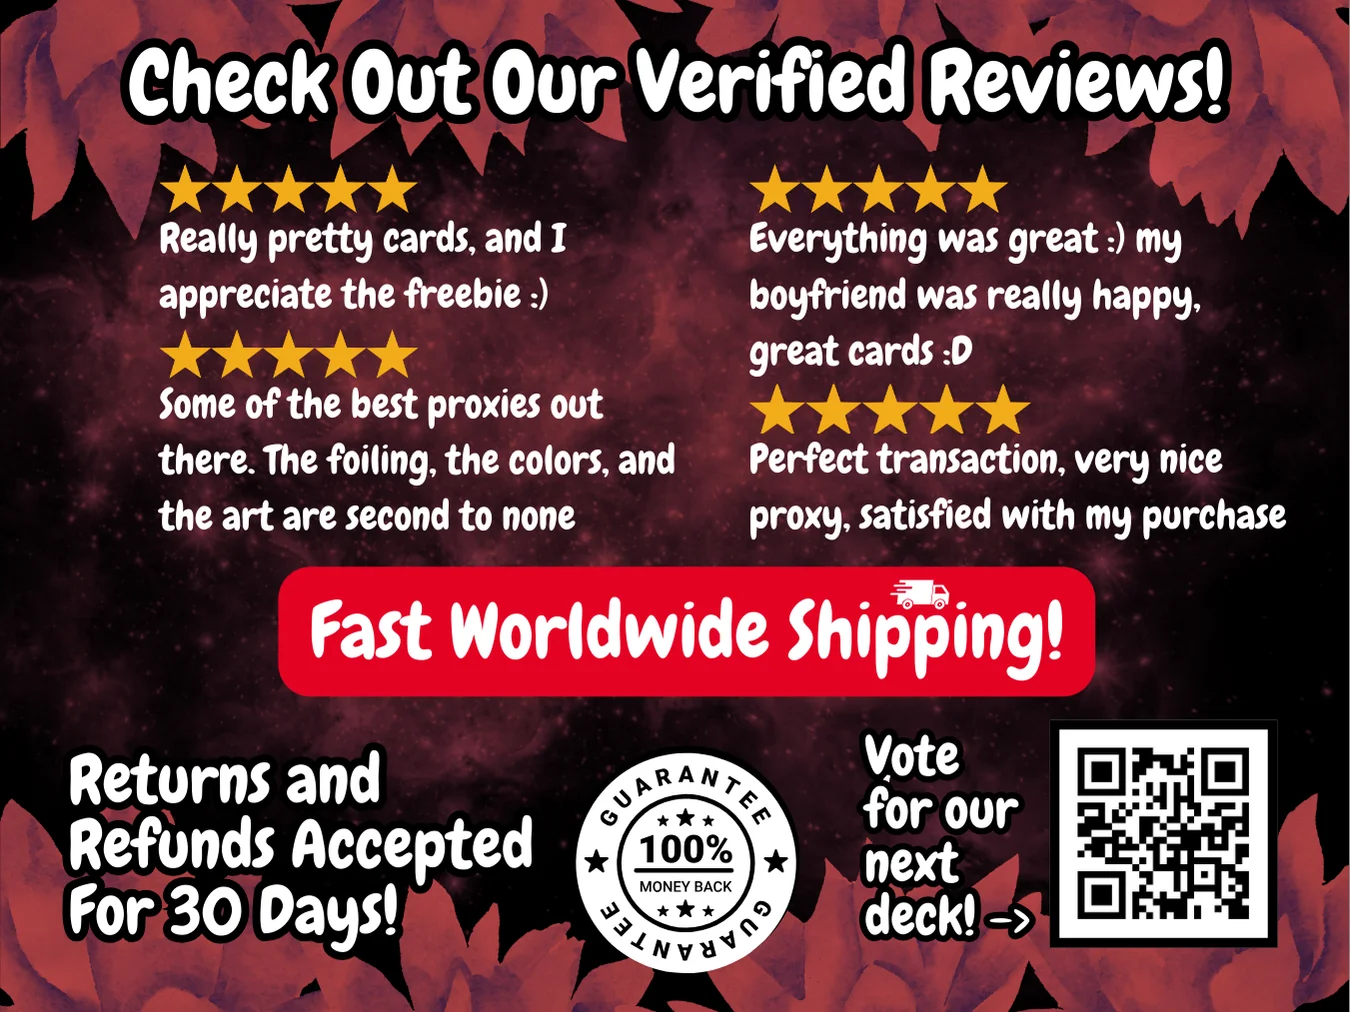 Check Out Our Verified Reviews!
Really pretty cards, and I
appreciate the freebie :)
Some of the best proxies out
there. The foiling, the colors, and
the art are second to none
Everything was great :) my
boyfriend was really happy,
great cards :D
Perfect transaction, very nice
proxy, satisfied with my purchase
Fast Worldwide Shipping!
Returns and
Refunds Accepted
For 30 Days!
GUARANTEE
100%
MONEY BACK
GUARANTEE
Vote
for our
next
deck! -->